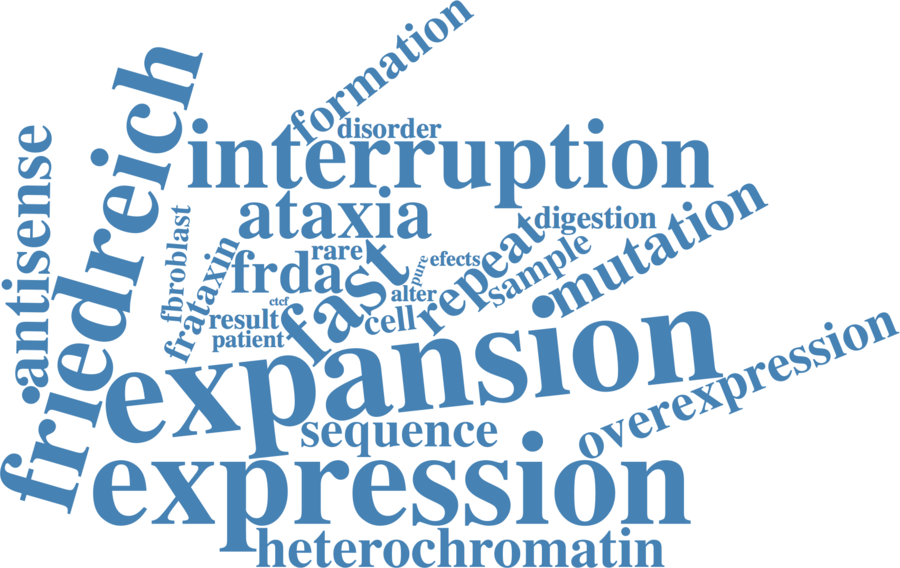 formation
disorder
antisense
friedreich
interruption
ataxia
digestion
mutation
fbroblast
frataxin
rare
frda
fast
pure
efects
repeat
sample
ctcf
alter
result
cell
patient
expansion
overexpression
sequence
expression
heterochromatin